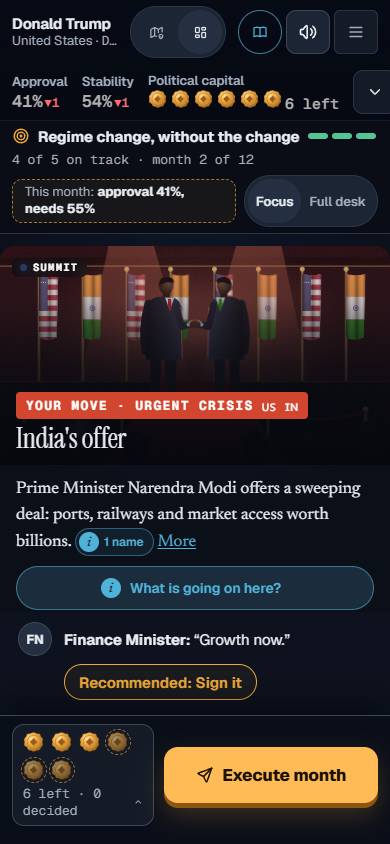 Donald Trump
United States · D...
Approval
Stability
Political capital
41%▼1
54%▼1
6 left
Regime change, without the change
4 of 5 on track · month 2 of 12
This month: approval 41%,
needs 55%
Focus
Full desk
SUMMIT
YOUR MOVE - URGENT CRISIS US IN
India's offer
Prime Minister Narendra Modi offers a sweeping
deal: ports, railways and market access worth
billions. i 1 name More
i What is going on here?
FN Finance Minister: “Growth now.”
Recommended: Sign it
6 left · 0
decided
Execute month